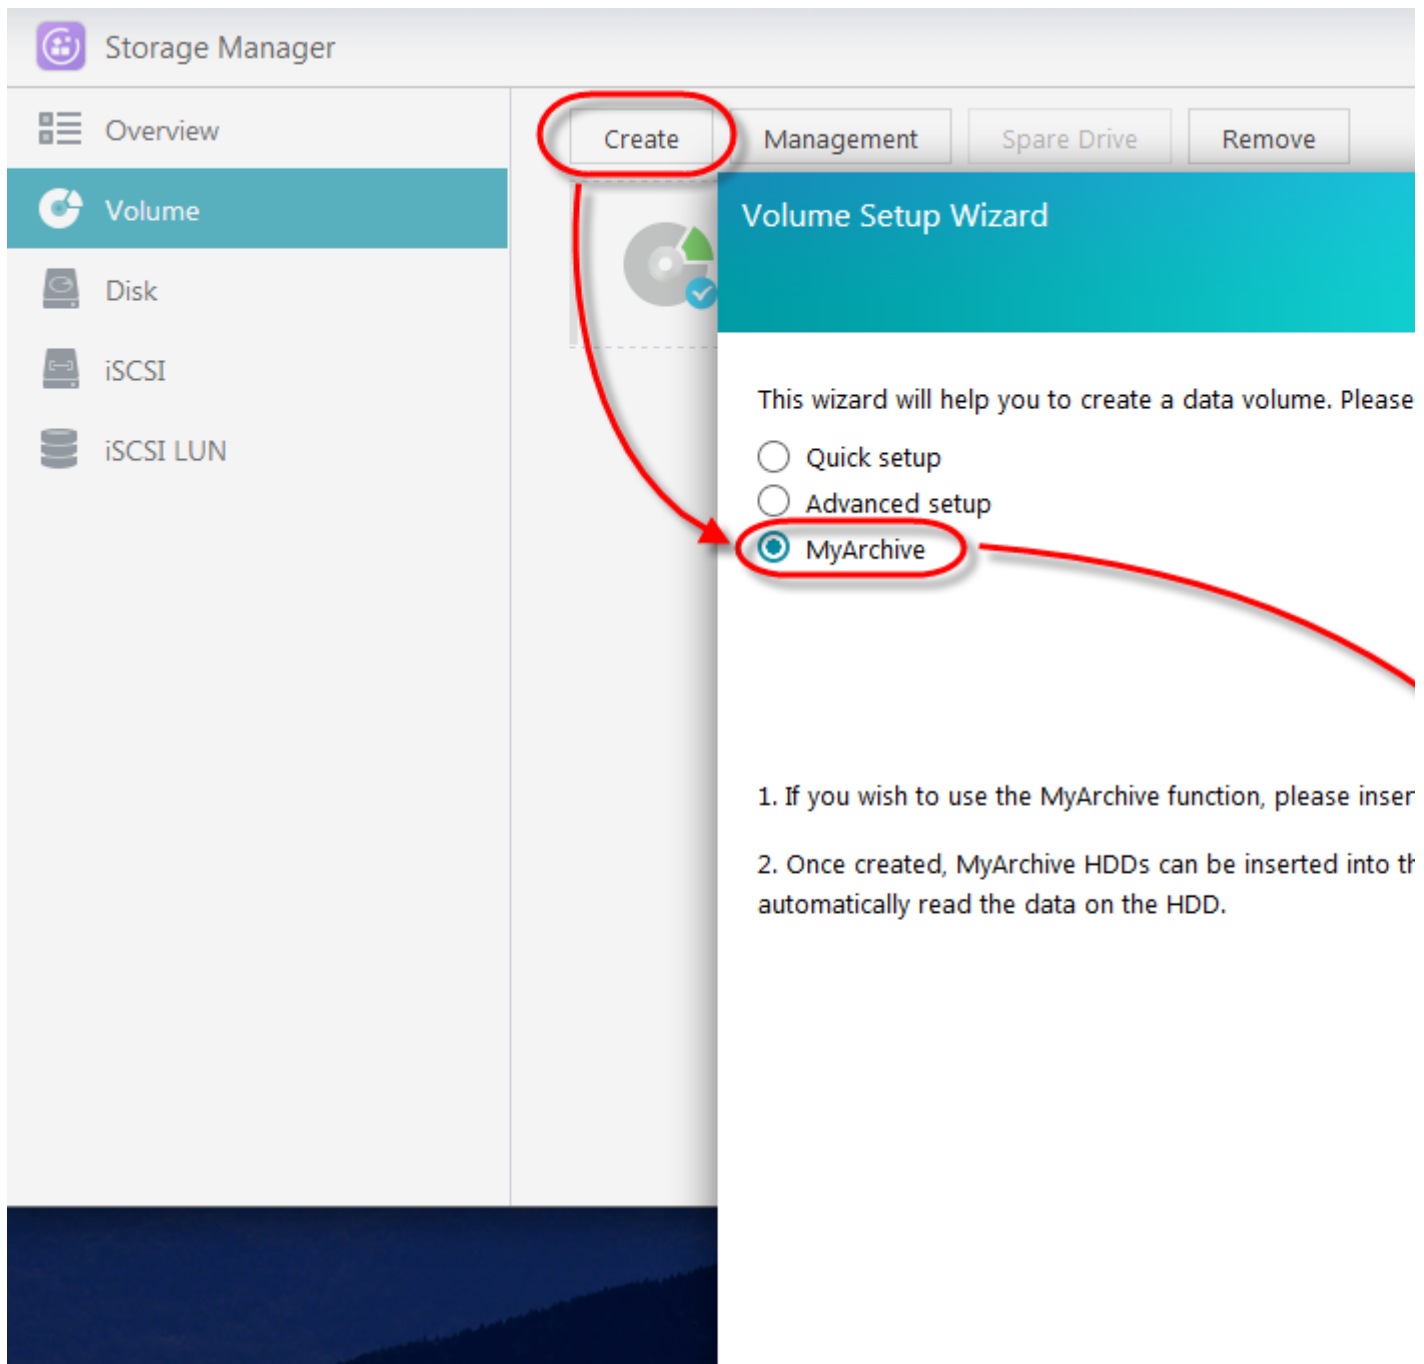 Storage Manager
Overview
Volume
Disk
iSCSI
iSCSI LUN
Create
Management
Spare Drive
Remove
Volume Setup Wizard
This wizard will help you to create a data volume. Please
Quick setup
Advanced setup
MyArchive
1. If you wish to use the MyArchive function, please
2. Once created, MyArchive HDDs can be inserted into
automatically read the data on the HDD.